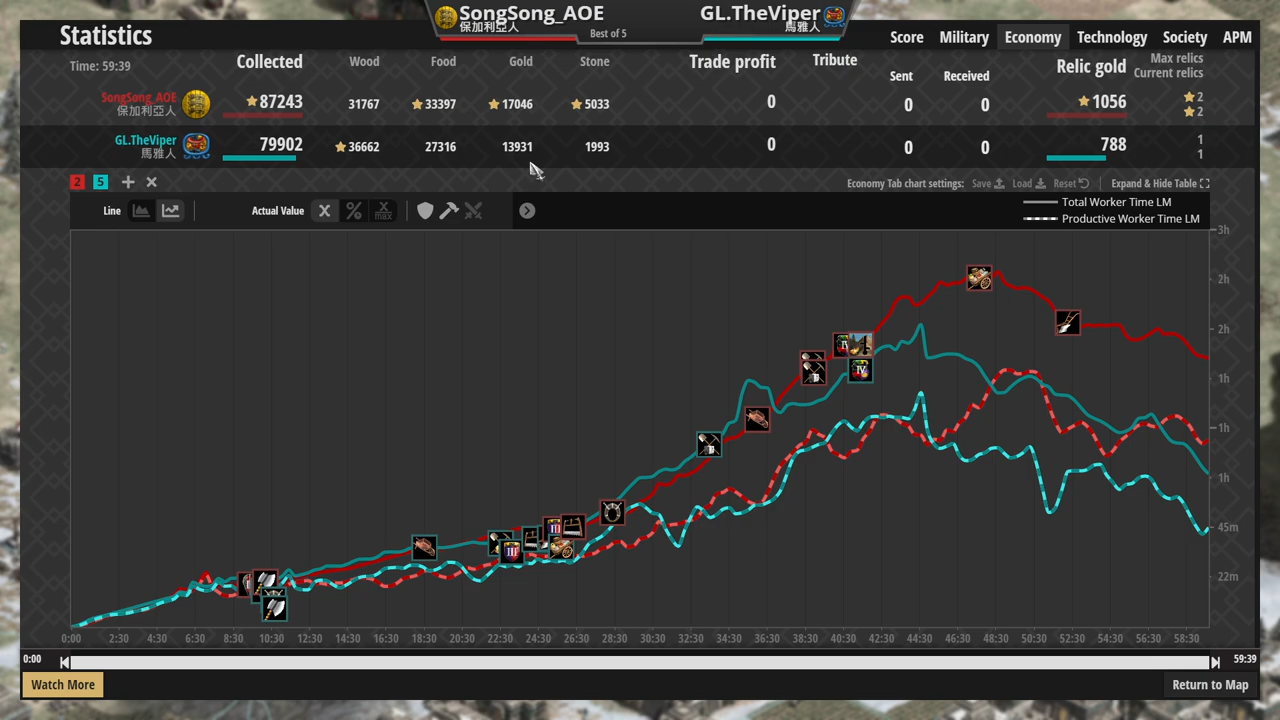 SongSong_AOE
保加利亞人
Best of 5
GL.TheViper
馬雅人
Statistics
Score Military Economy Technology Society APM
Time: 59:39
Collected Wood Food Gold Stone Trade profit Tribute Sent Received Relic gold Max relics Current relics
SongSong_AOE
保加利亞人
87243 31767 33397 17046 5033 0 0 0 1056 2
2
GL.TheViper
馬雅人
79902 36662 27316 13931 1993 0 0 0 788 1
1
2 5
Economy Tab chart settings: Save Load Reset Expand & Hide Table
Line Actual Value X % X/max
Total Worker Time LM
Productive Worker Time LM
3h
2h
2h
1h
1h
1h
45m
22m
0:00 2:30 4:30 6:30 8:30 10:30 12:30 14:30 16:30 18:30 20:30 22:30 24:30 26:30 28:30 30:30 32:30 34:30 36:30 38:30 40:30 42:30 44:30 46:30 48:30 50:30 52:30 54:30 56:30 58:30
0:00 59:39
Watch More
Return to Map